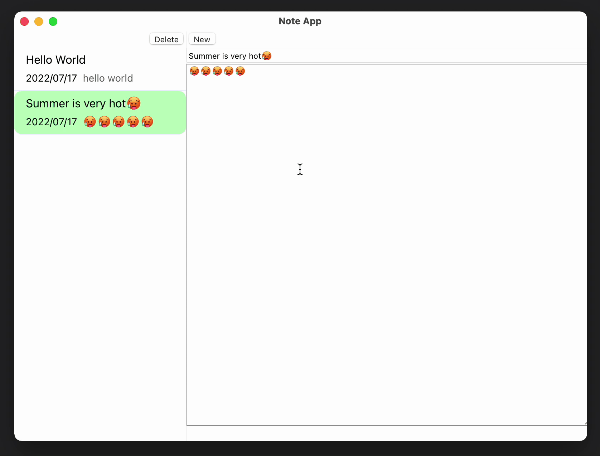 Note App
Delete New
Hello World
2022/07/17 hello world
Summer is very hot🥵
2022/07/17 🥵🥵🥵🥵🥵
Summer is very hot🥵
🥵🥵🥵🥵🥵